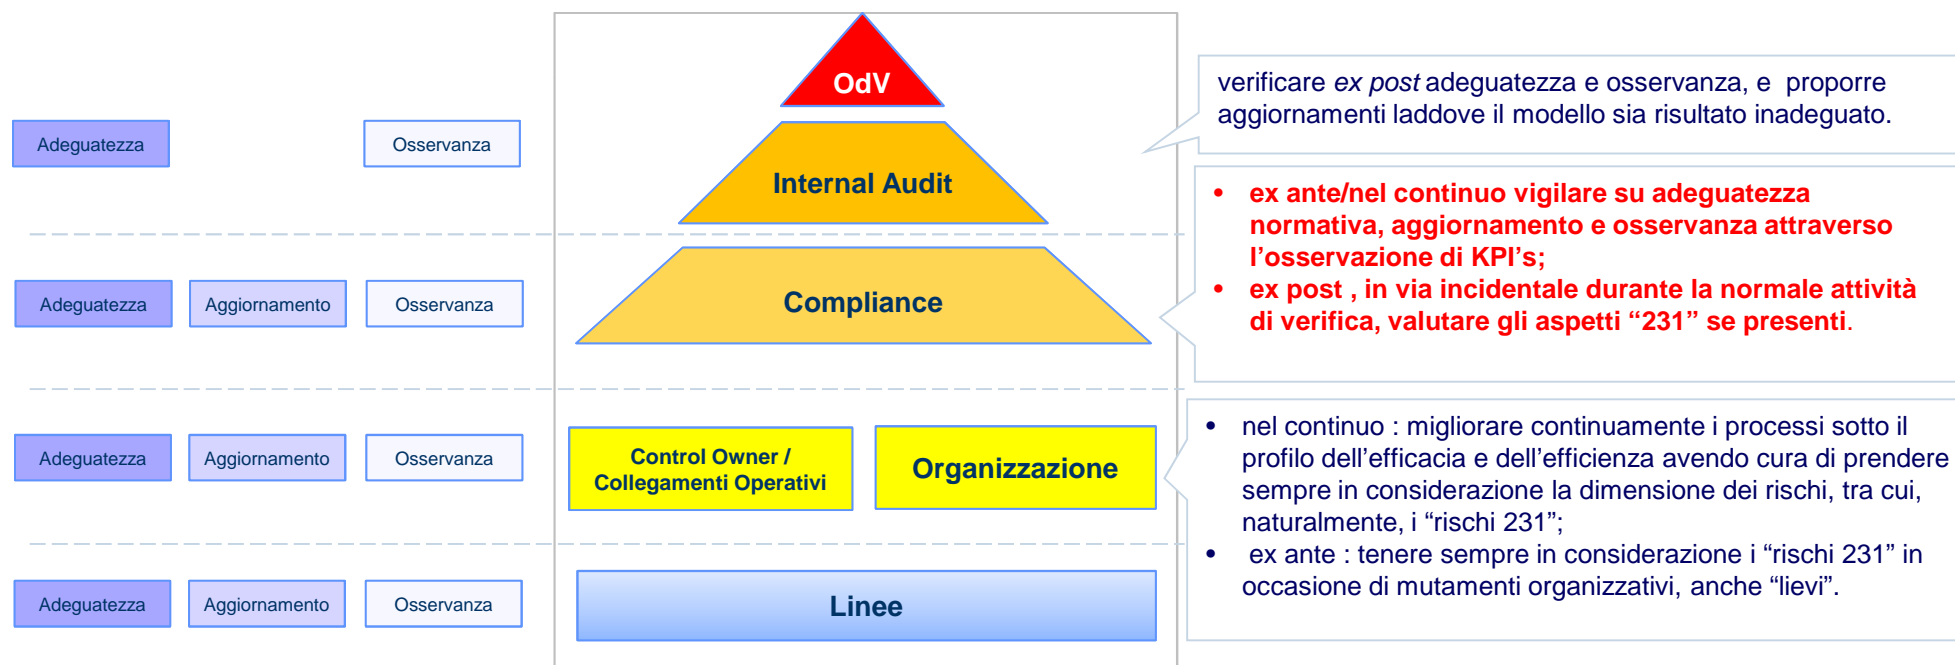 OdV
verificare ex post adeguatezza e osservanza, e proporre
aggiornamenti laddove il modello sia risultato inadeguato.
Adeguatezza
Osservanza
Internal Audit
• ex ante/nel continuo vigilare su adeguatezza
normativa, aggiornamento e osservanza attraverso
l’osservazione di KPI’s;
• ex post , in via incidentale durante la normale attività
di verifica, valutare gli aspetti “231” se presenti.
Adeguatezza
Aggiornamento
Osservanza
Compliance
Adeguatezza
Aggiornamento
Osservanza
Control Owner /
Collegamenti Operativi
Organizzazione
• nel continuo : migliorare continuamente i processi sotto il
profilo dell’efficacia e dell’efficienza avendo cura di prendere
sempre in considerazione la dimensione dei rischi, tra cui,
naturalmente, i “rischi 231”;
• ex ante : tenere sempre in considerazione i “rischi 231” in
occasione di mutamenti organizzativi, anche “lievi”.
Adeguatezza
Aggiornamento
Osservanza
Linee